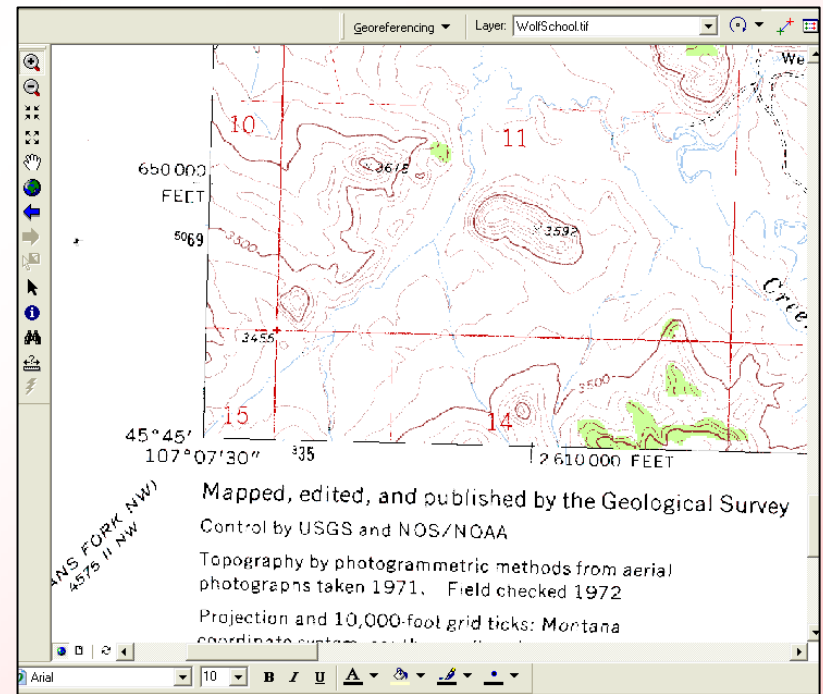 Georeferencing Layer: WolfSchool.tif
We
10
11
3618
650 000
FEET
5069
3500
3592
Cree
3455
3500
15
14
45°45'
107°07'30" 335 2 610 000 FEET
ANS FORK NW)
4575 II NW
Mapped, edited, and published by the Geological Survey
Control by USGS and NOS/NOAA
Topography by photogrammetric methods from aerial
photographs taken 1971. Field checked 1972
Projection and 10,000-foot grid ticks: Montana
Arial 10 B I U A